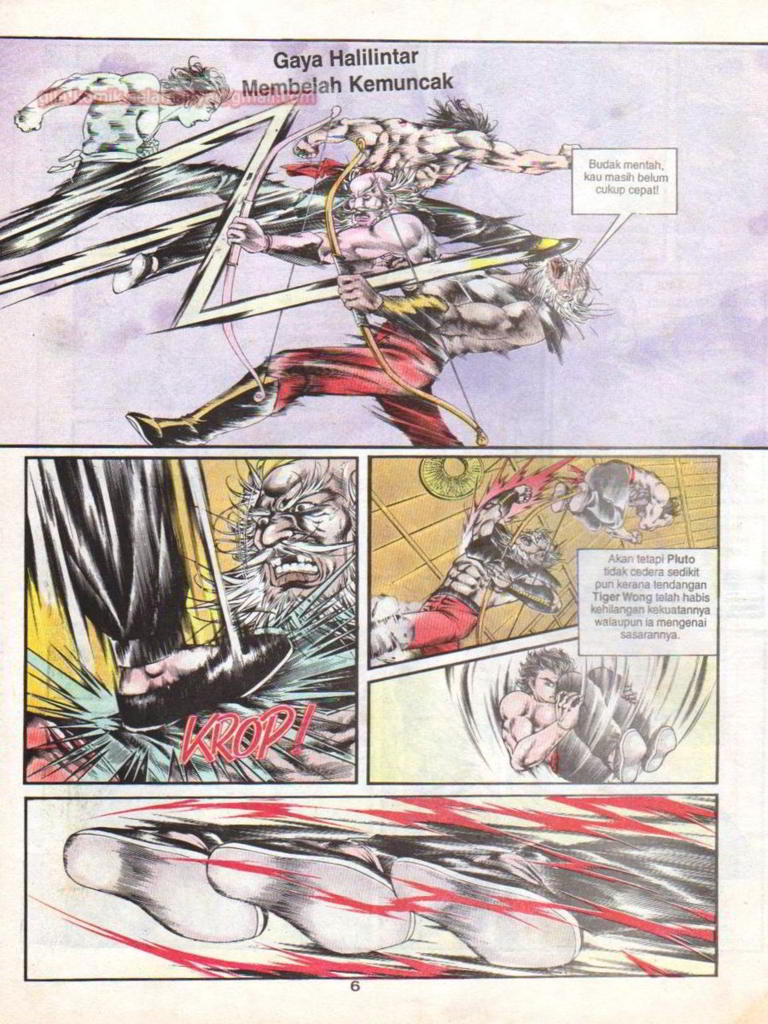 Gaya Halilintar
Membelah Kemuncak
Budak mentah,
kau masih belum
cukup cepat!
Akan tetapi Pluto
tidak cedera sedikit
pun kerana tendangan
Tiger Wong telah habis
kehilangan kekuatannya
walaupun ia mengenai
sasarannya.
KROP!
6